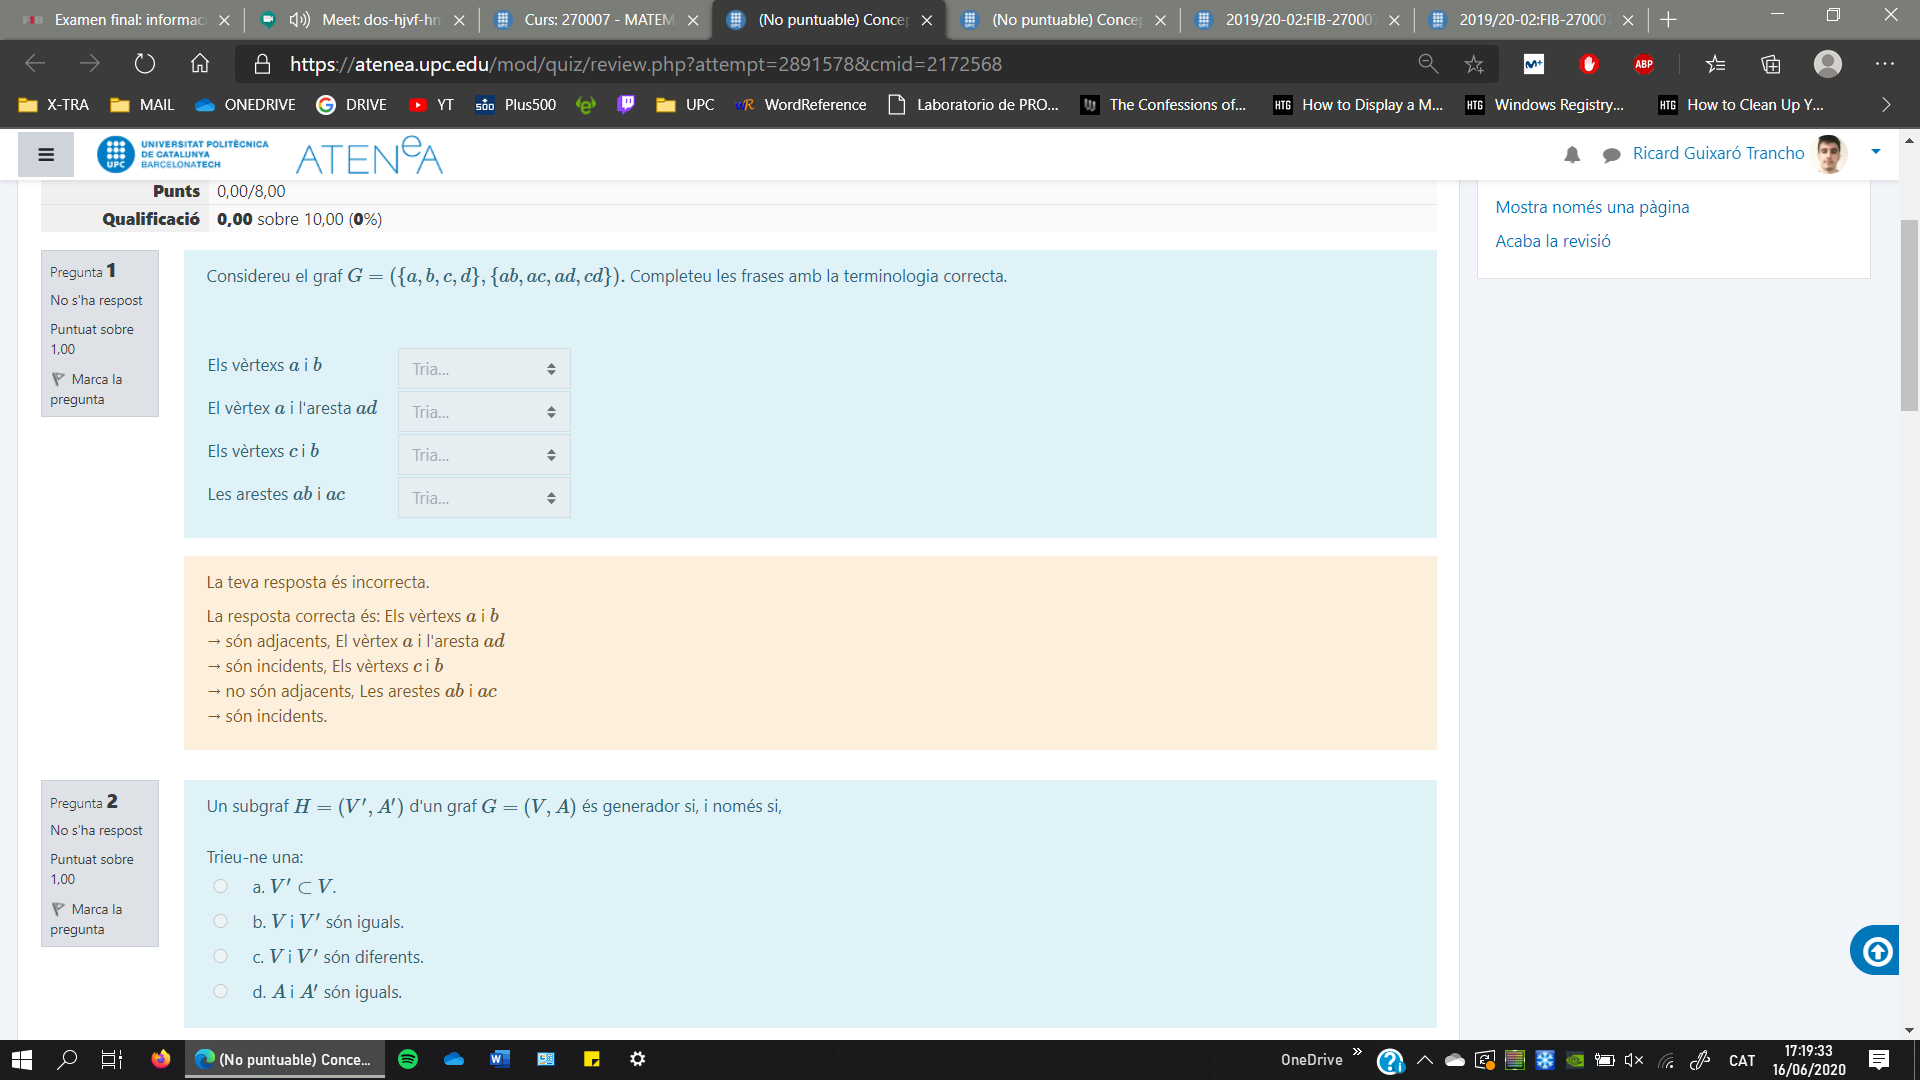 Examen final: informac
Meet: dos-hjvf-hn
Curs: 270007 - MATEM
(No puntuable) Concep
(No puntuable) Concep
2019/20-02:FIB-270007
2019/20-02:FIB-270007
https://atenea.upc.edu/mod/quiz/review.php?attempt=2891578&cmid=2172568
ABP
X-TRA
MAIL
ONEDRIVE
DRIVE
YT
Plus500
UPC
WordReference
Laboratorio de PRO...
The Confessions of...
HTG How to Display a M...
HTG Windows Registry...
HTG How to Clean Up Y...
UPC
UNIVERSITAT POLITÈCNICA
DE CATALUNYA
BARCELONATECH
ATENeA
Ricard Guixaró Trancho
Punts 0,00/8,00
Qualificació 0,00 sobre 10,00 (0%)
Mostra només una pàgina
Acaba la revisió
Pregunta 1
No s'ha respost
Puntuat sobre
1,00
Marca la
pregunta
Considereu el graf G = ({a, b, c, d}, {ab, ac, ad, cd}). Completeu les frases amb la terminologia correcta.
Els vèrtexs a i b Tria...
El vèrtex a i l'aresta ad Tria...
Els vèrtexs c i b Tria...
Les arestes ab i ac Tria...
La teva resposta és incorrecta.
La resposta correcta és: Els vèrtexs a i b
→ són adjacents, El vèrtex a i l'aresta ad
→ són incidents, Els vèrtexs c i b
→ no són adjacents, Les arestes ab i ac
→ són incidents.
Pregunta 2
No s'ha respost
Puntuat sobre
1,00
Marca la
pregunta
Un subgraf H = (V′, A′) d'un graf G = (V, A) és generador si, i només si,
Trieu-ne una:
a. V′ ⊂ V.
b. V i V′ són iguals.
c. V i V′ són diferents.
d. A i A′ són iguals.
(No puntuable) Conce...
OneDrive
CAT
17:19:33
16/06/2020